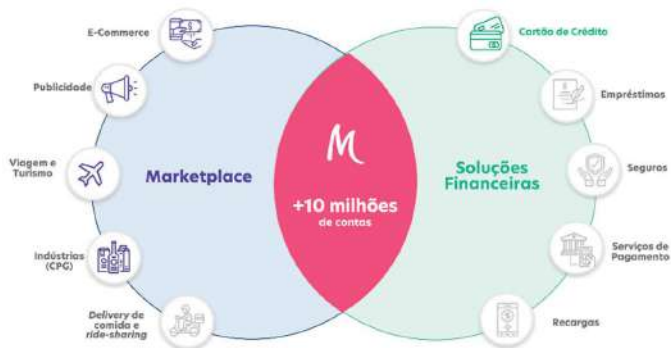 E-Commerce
Publicidade
Viagem e
Turismo
Indústrias
(CPG)
Delivery de
comida e
ride-sharing
Marketplace
M
+10 milhões
de contas
Soluções
Financeiras
Cartão de Crédito
Empréstimos
Seguros
Serviços de
Pagamento
Recargas